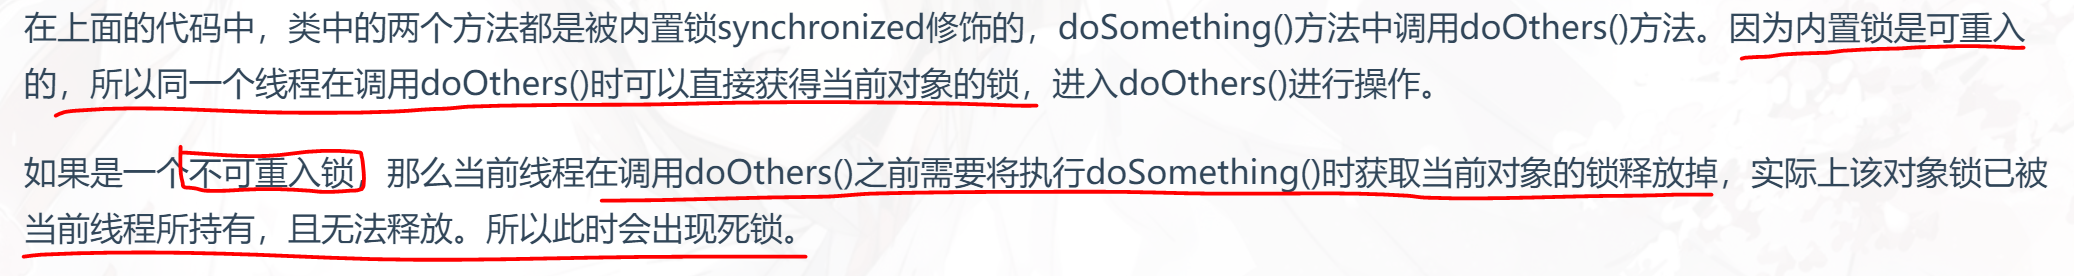 在上面的代码中，类中的两个方法都是被内置锁synchronized修饰的，doSomething()方法中调用doOthers()方法。因为内置锁是可重入
的，所以同一个线程在调用doOthers()时可以直接获得当前对象的锁，进入doOthers()进行操作。
如果是一个不可重入锁，那么当前线程在调用doOthers()之前需要将执行doSomething()时获取当前对象的锁释放掉，实际上该对象锁已被
当前线程所持有，且无法释放。所以此时会出现死锁。